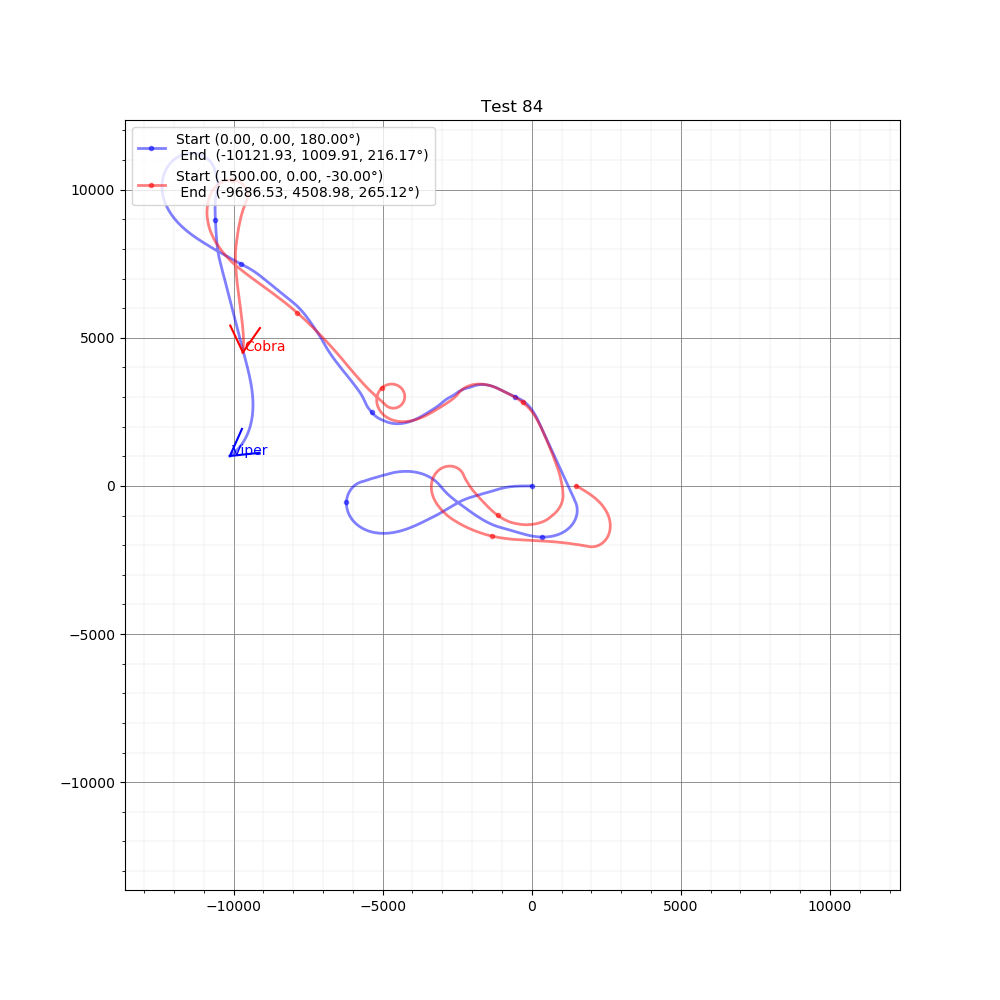 Test 84
Start (0.00, 0.00, 180.00°)
End (-10121.93, 1009.91, 216.17°)
Start (1500.00, 0.00, -30.00°)
End (-9686.53, 4508.98, 265.12°)
10000
5000
0
−5000
−10000
Cobra
Viper
−10000 −5000 0 5000 10000